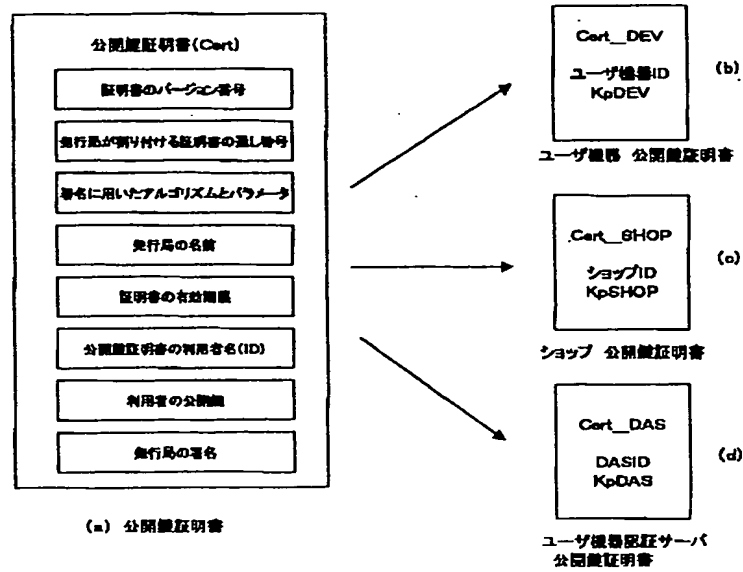 公開鍵証明書(Cert)
証明書のバージョン番号
発行局が割り付ける証明書の通し番号
署名に用いたアルゴリズムとパラメータ
発行局の名前
証明書の有効期限
公開鍵証明書の利用者名(ID)
利用者の公開鍵
発行局の署名
(a) 公開鍵証明書
Cert__DEV
ユーザ機器ID
KpDEV
(b)
ユーザ機器 公開鍵証明書
Cert__SHOP
ショップID
KpSHOP
(c)
ショップ 公開鍵証明書
Cert__DAS
DASID
KpDAS
(d)
ユーザ機器認証サーバ
公開鍵証明書